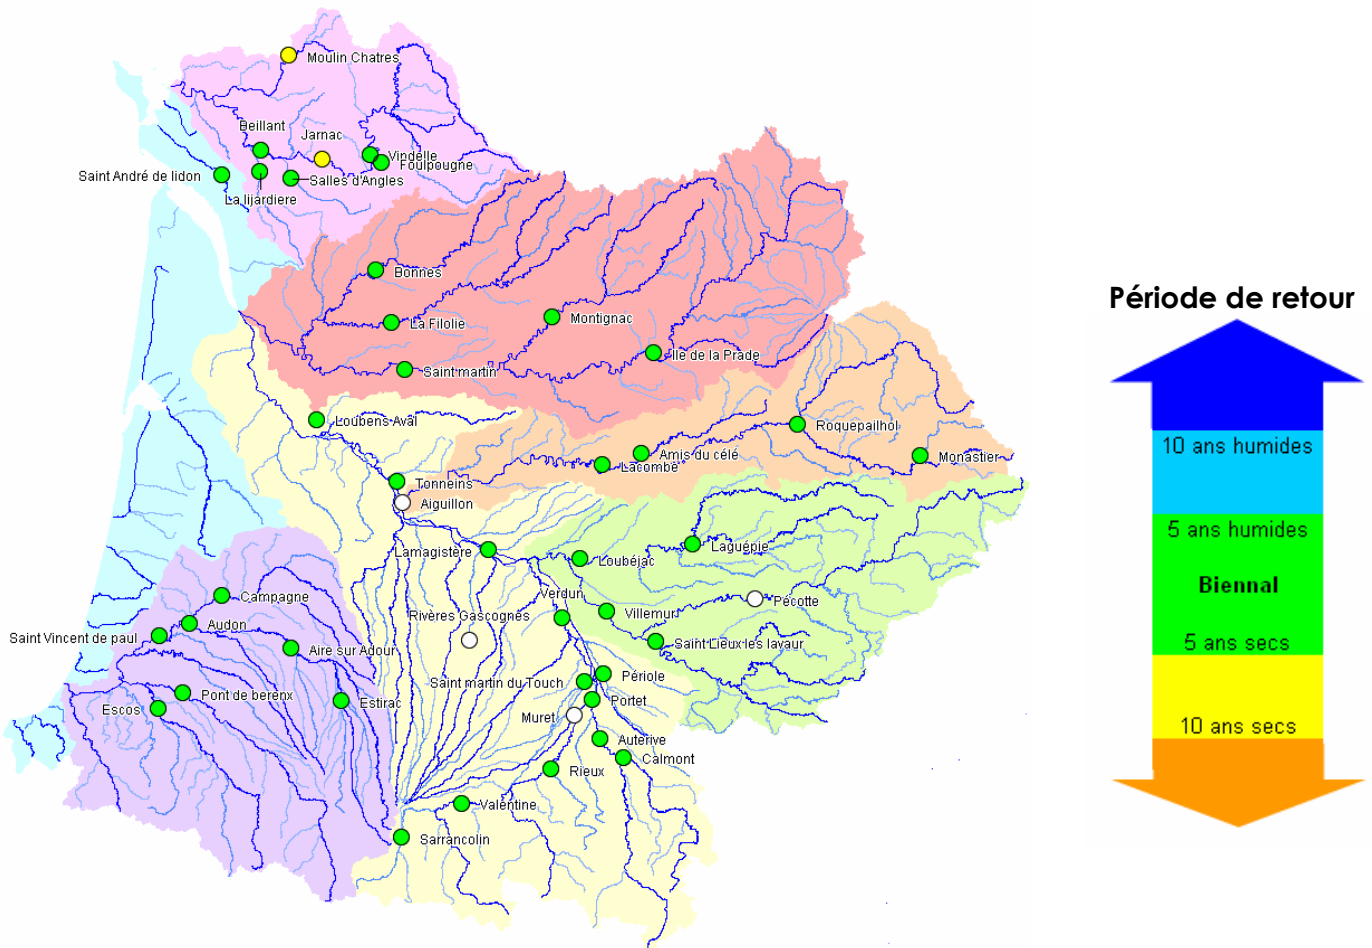 Moulin Chatres
Beillant
Jarnac
Vindelle
Foulpougne
Saint André de lidon
Salles d'Angles
La lijardiere
Bonnes
La Filolie
Montignac
Ile de la Prade
Saint martin
Loubens Aval
Roquepailhol
Amis du célé
Lacombe
Monastier
Tonneins
Aiguillon
Lamagistère
Laguépie
Loubéjac
Verdun
Pécotte
Campagne
Rivères Gascognes
Villemur
Audon
Saint Vincent de paul
Aire sur Adour
Saint Lieux les lavaur
Périole
Saint martin du Touch
Pont de berenx
Estirac
Portet
Escos
Muret
Auterive
Calmont
Rieux
Valentine
Sarrancolin
Période de retour
10 ans humides
5 ans humides
Biennal
5 ans secs
10 ans secs